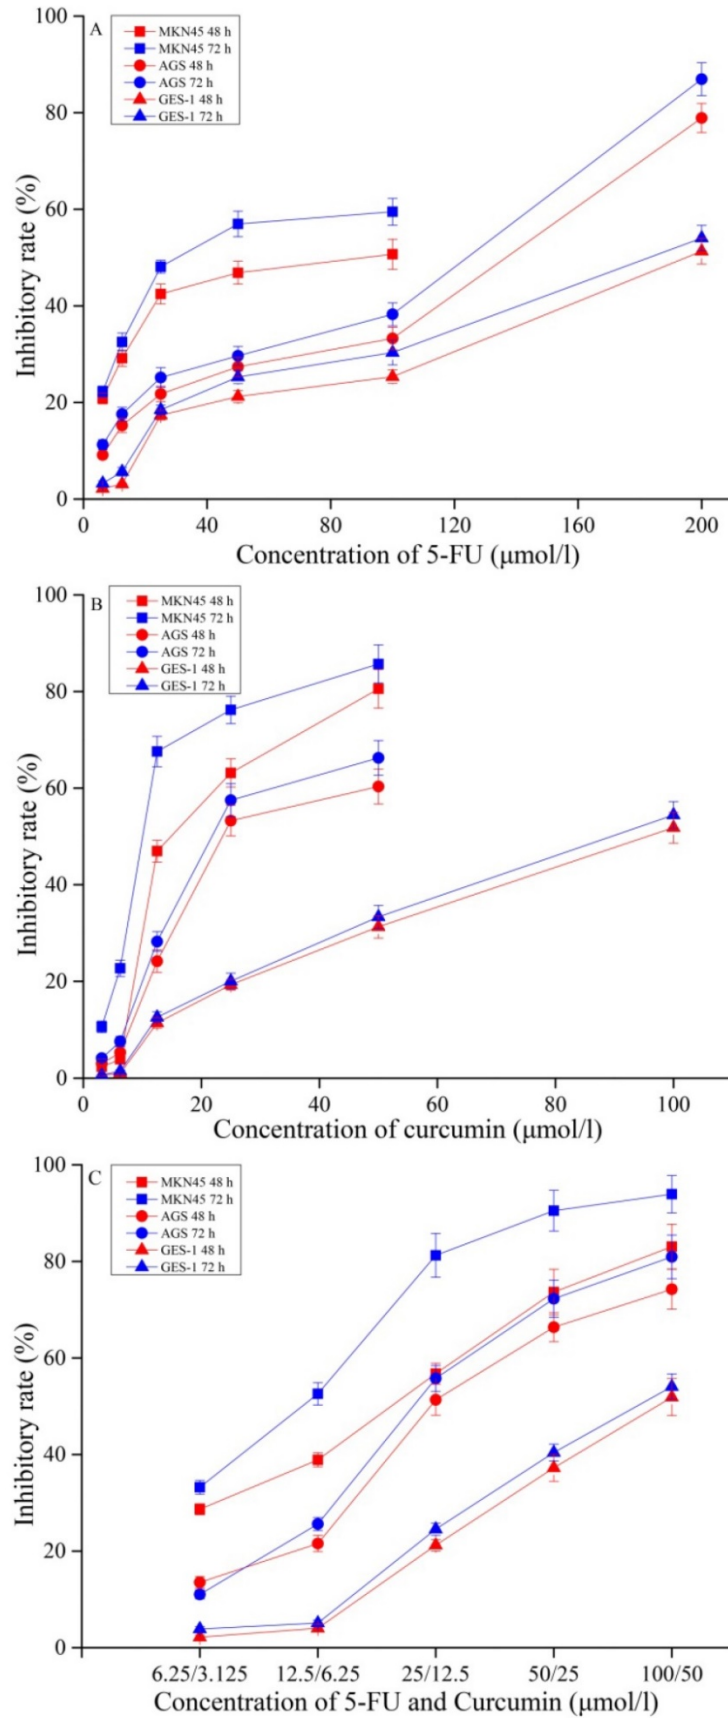 A
MKN45 48 h
MKN45 72 h
AGS 48 h
AGS 72 h
GES-1 48 h
GES-1 72 h
100
80
60
40
20
0
Inhibitory rate (%)
0 40 80 120 160 200
Concentration of 5-FU (μmol/l)
B
MKN45 48 h
MKN45 72 h
AGS 48 h
AGS 72 h
GES-1 48 h
GES-1 72 h
100
80
60
40
20
0
Inhibitory rate (%)
0 20 40 60 80 100
Concentration of curcumin (μmol/l)
C
MKN45 48 h
MKN45 72 h
AGS 48 h
AGS 72 h
GES-1 48 h
GES-1 72 h
100
80
60
40
20
0
Inhibitory rate (%)
6.25/3.125 12.5/6.25 25/12.5 50/25 100/50
Concentration of 5-FU and Curcumin (μmol/l)